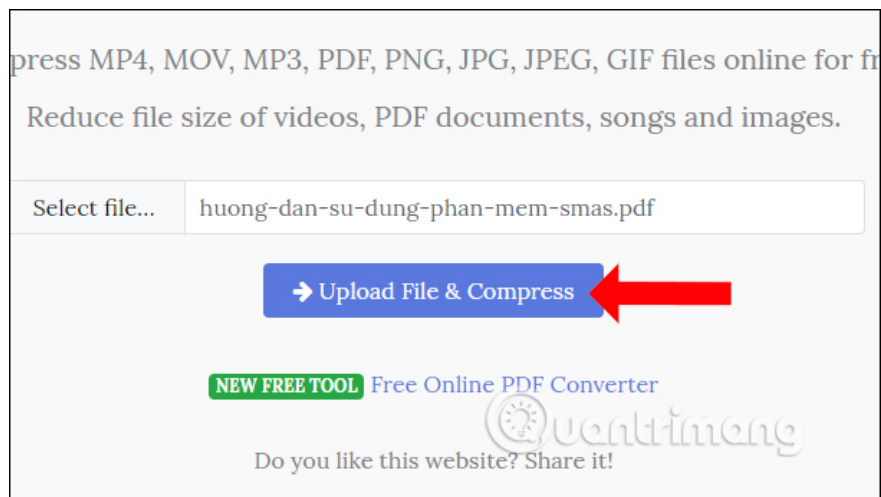 press MP4, MOV, MP3, PDF, PNG, JPG, JPEG, GIF files online for fr
Reduce file size of videos, PDF documents, songs and images.
Select file... huong-dan-su-dung-phan-mem-smas.pdf
Upload File & Compress
NEW FREE TOOL Free Online PDF Converter
Quantrimang
Do you like this website? Share it!